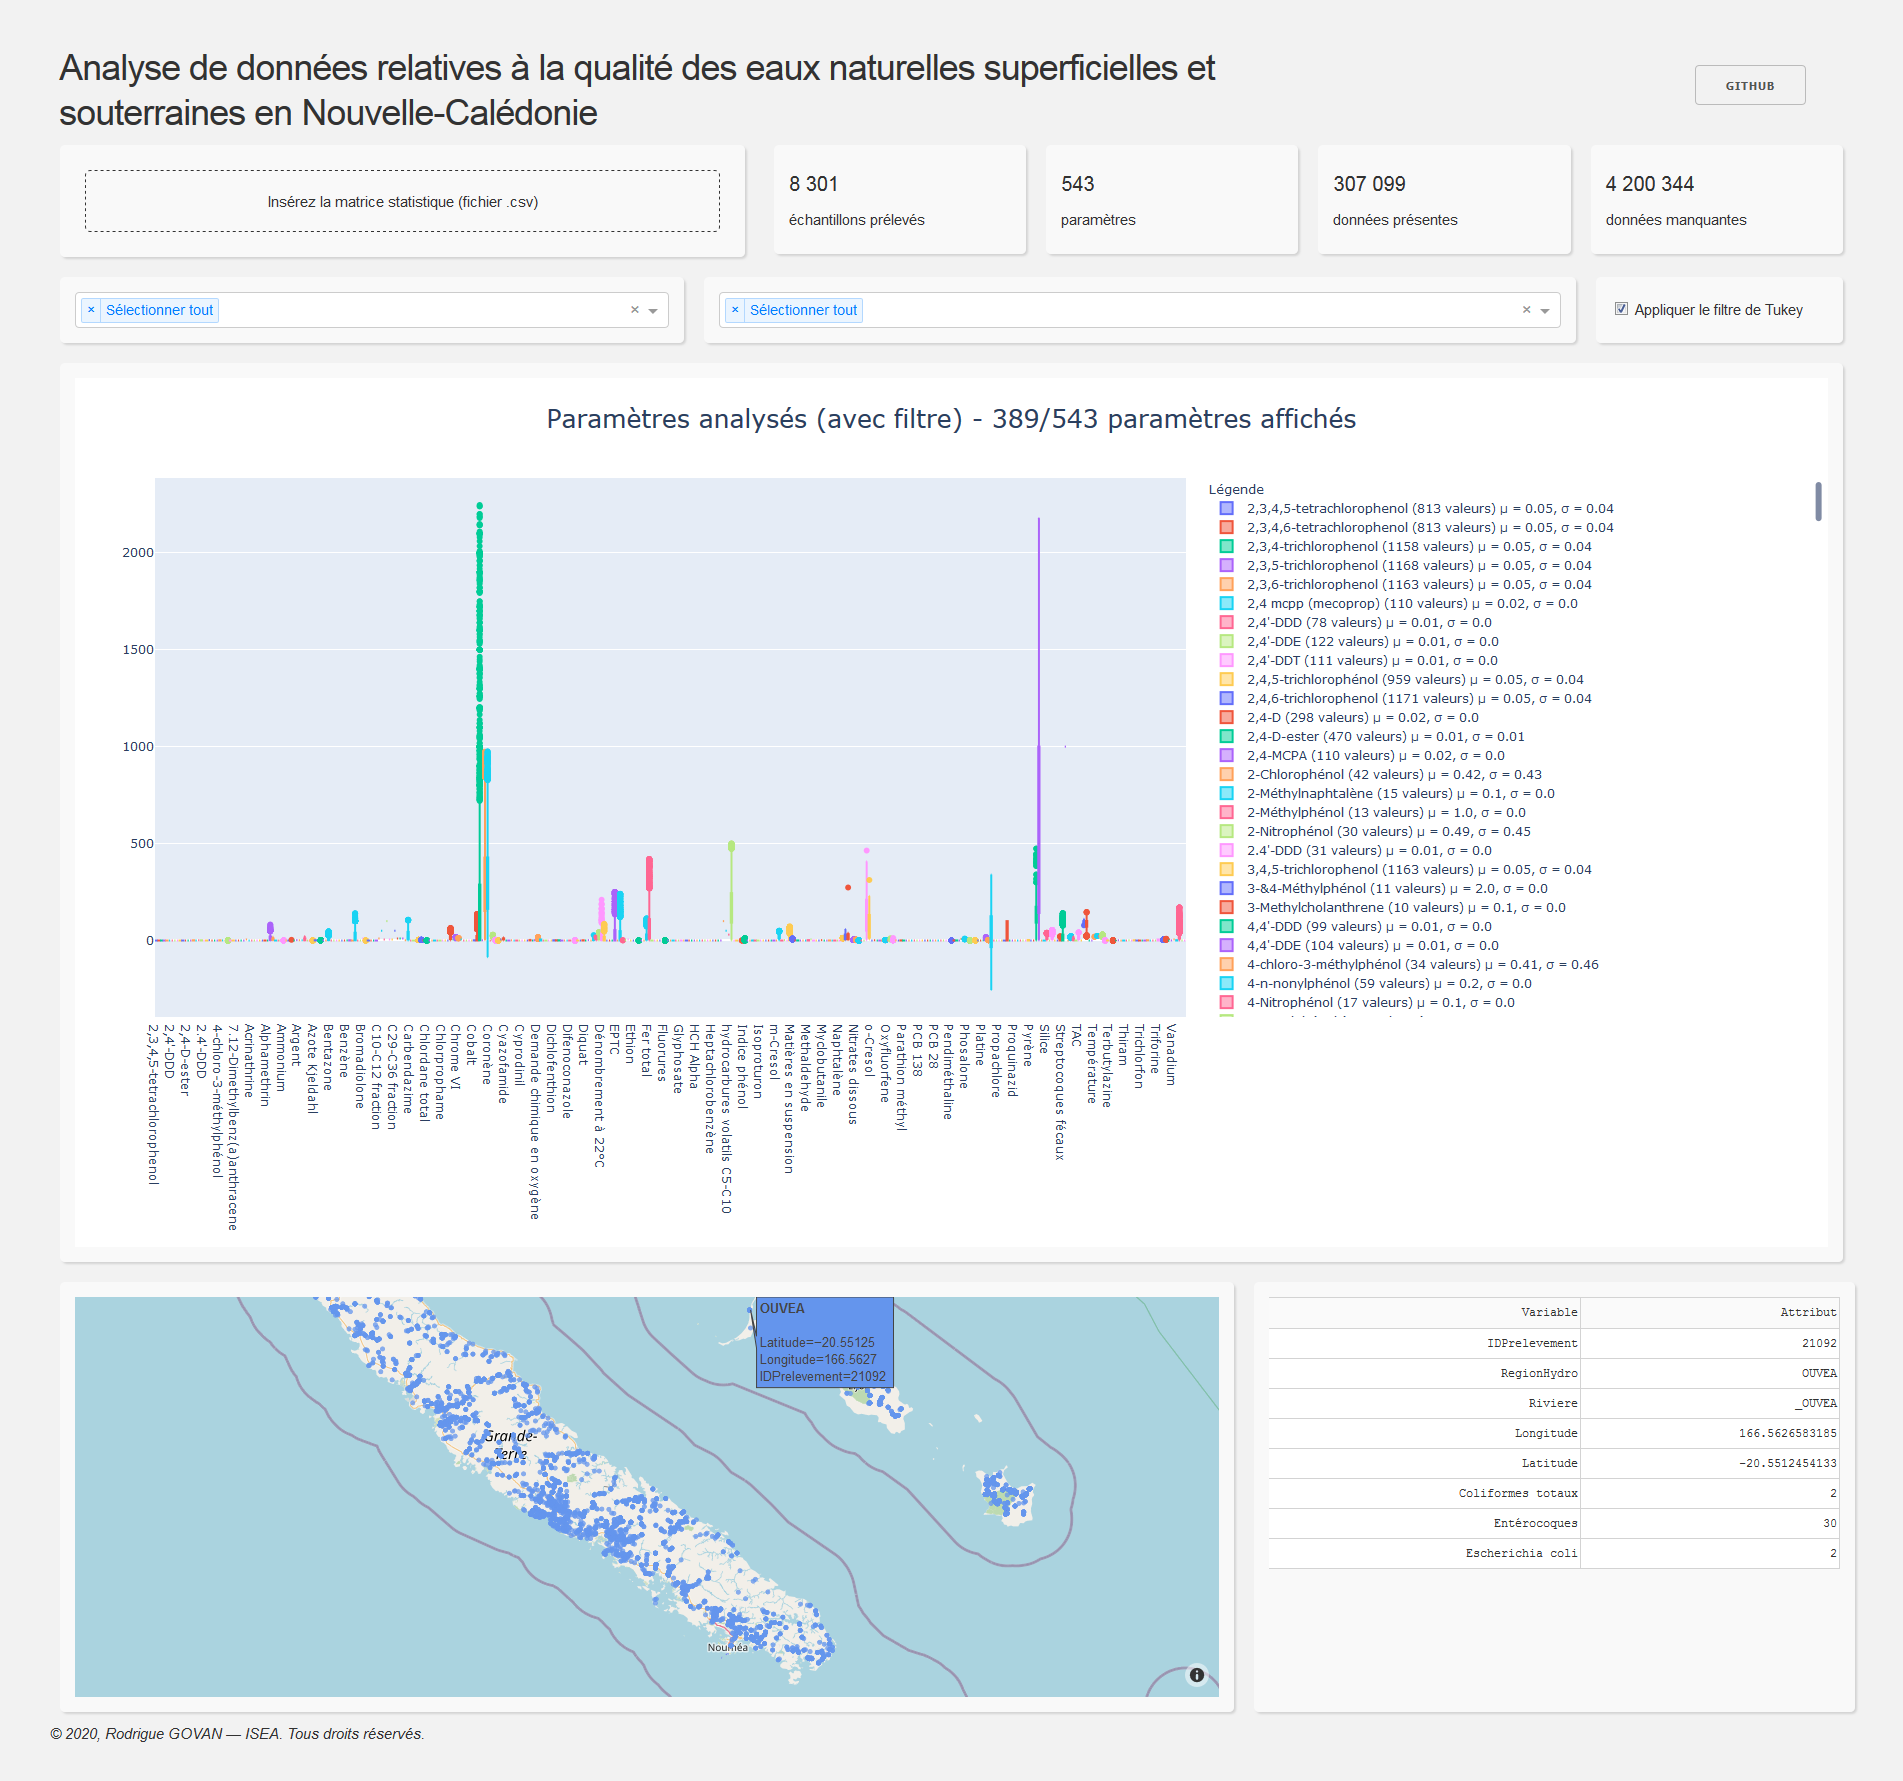 Analyse de données relatives à la qualité des eaux naturelles superficielles et
souterraines en Nouvelle-Calédonie
GITHUB
Insérez la matrice statistique (fichier .csv)
8 301
échantillons prélevés
543
paramètres
307 099
données présentes
4 200 344
données manquantes
× Sélectionner tout ×
× Sélectionner tout ×
Appliquer le filtre de Tukey
Paramètres analysés (avec filtre) - 389/543 paramètres affichés
2000
1500
1000
500
0
2,3,4,5-tetrachlorophenol
2,4'-DDD
2,4-D-ester
2.4'-DDD
4-chloro-3-méthylphénol
7.12-Dimethylbenz(a)anthracene
Acrinathrine
Alphamethrin
Ammonium
Argent
Azote Kjeldahl
Bentazone
Benzène
Bromadiolone
C10-C12 fraction
C29-C36 fraction
Carbendazime
Chlordane total
Chlorprophame
Chrome VI
Cobalt
Coronène
Cyazofamide
Cyprodinil
Demande chimique en oxygène
Dichlofenthion
Difenoconazole
Diquat
Dénombrement à 22°C
EPTC
Ethion
Fer total
Fluorures
Glyphosate
HCH Alpha
Heptachlorobenzène
hydrocarbures volatils C5-C10
Indice phénol
Isoproturon
m-Cresol
Matières en suspension
Methaldehyde
Myclobutanile
Naphtalène
Nitrates dissous
o-Cresol
Oxyfluorfene
Parathion méthyl
PCB 138
PCB 28
Pendiméthaline
Phosalone
Platine
Propachlore
Proquinazid
Pyrène
Silice
Streptocoques fécaux
TAC
Température
Terbutylazine
Thiram
Trichlorfon
Triforine
Vanadium
Légende
2,3,4,5-tetrachlorophenol (813 valeurs) μ = 0.05, σ = 0.04
2,3,4,6-tetrachlorophenol (813 valeurs) μ = 0.05, σ = 0.04
2,3,4-trichlorophenol (1158 valeurs) μ = 0.05, σ = 0.04
2,3,5-trichlorophenol (1168 valeurs) μ = 0.05, σ = 0.04
2,3,6-trichlorophenol (1163 valeurs) μ = 0.05, σ = 0.04
2,4 mcpp (mecoprop) (110 valeurs) μ = 0.02, σ = 0.0
2,4'-DDD (78 valeurs) μ = 0.01, σ = 0.0
2,4'-DDE (122 valeurs) μ = 0.01, σ = 0.0
2,4'-DDT (111 valeurs) μ = 0.01, σ = 0.0
2,4,5-trichlorophénol (959 valeurs) μ = 0.05, σ = 0.04
2,4,6-trichlorophenol (1171 valeurs) μ = 0.05, σ = 0.04
2,4-D (298 valeurs) μ = 0.02, σ = 0.0
2,4-D-ester (470 valeurs) μ = 0.01, σ = 0.01
2,4-MCPA (110 valeurs) μ = 0.02, σ = 0.0
2-Chlorophénol (42 valeurs) μ = 0.42, σ = 0.43
2-Méthylnaphtalène (15 valeurs) μ = 0.1, σ = 0.0
2-Méthylphénol (13 valeurs) μ = 1.0, σ = 0.0
2-Nitrophénol (30 valeurs) μ = 0.49, σ = 0.45
2.4'-DDD (31 valeurs) μ = 0.01, σ = 0.0
3,4,5-trichlorophenol (1163 valeurs) μ = 0.05, σ = 0.04
3-&4-Méthylphénol (11 valeurs) μ = 2.0, σ = 0.0
3-Methylcholanthrene (10 valeurs) μ = 0.1, σ = 0.0
4,4'-DDD (99 valeurs) μ = 0.01, σ = 0.0
4,4'-DDE (104 valeurs) μ = 0.01, σ = 0.0
4-chloro-3-méthylphénol (34 valeurs) μ = 0.41, σ = 0.46
4-n-nonylphénol (59 valeurs) μ = 0.2, σ = 0.0
4-Nitrophénol (17 valeurs) μ = 0.1, σ = 0.0
OUVEA
Latitude=−20.55125
Longitude=166.5627
IDPrelevement=21092
Grande-
Terre
Nouméa
Variable Attribut
IDPrelevement 21092
RegionHydro OUVEA
Riviere _OUVEA
Longitude 166.5626583185
Latitude -20.5512454133
Coliformes totaux 2
Entérocoques 30
Escherichia coli 2
© 2020, Rodrigue GOVAN — ISEA. Tous droits réservés.